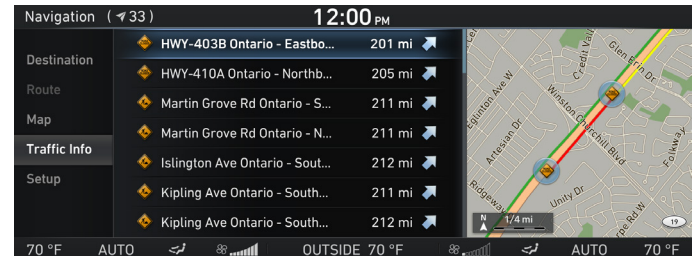 Navigation ( 33 )
12:00 PM
Destination
Route
Map
Traffic Info
Setup
HWY-403B Ontario - Eastbo... 201 mi
HWY-410A Ontario - Northb... 205 mi
Martin Grove Rd Ontario - S... 211 mi
Martin Grove Rd Ontario - N... 211 mi
Islington Ave Ontario - Sout... 212 mi
Kipling Ave Ontario - South... 211 mi
Kipling Ave Ontario - South... 212 mi
Credit Vall
Glen Erin Dr
Eglinton Ave W
Winston Churchill Blvd
Artesian Dr
Folkway
Ridgeway
Unity Dr
pe Rd W
N 1/4 mi
19
70 °F AUTO OUTSIDE 70 °F AUTO 70 °F